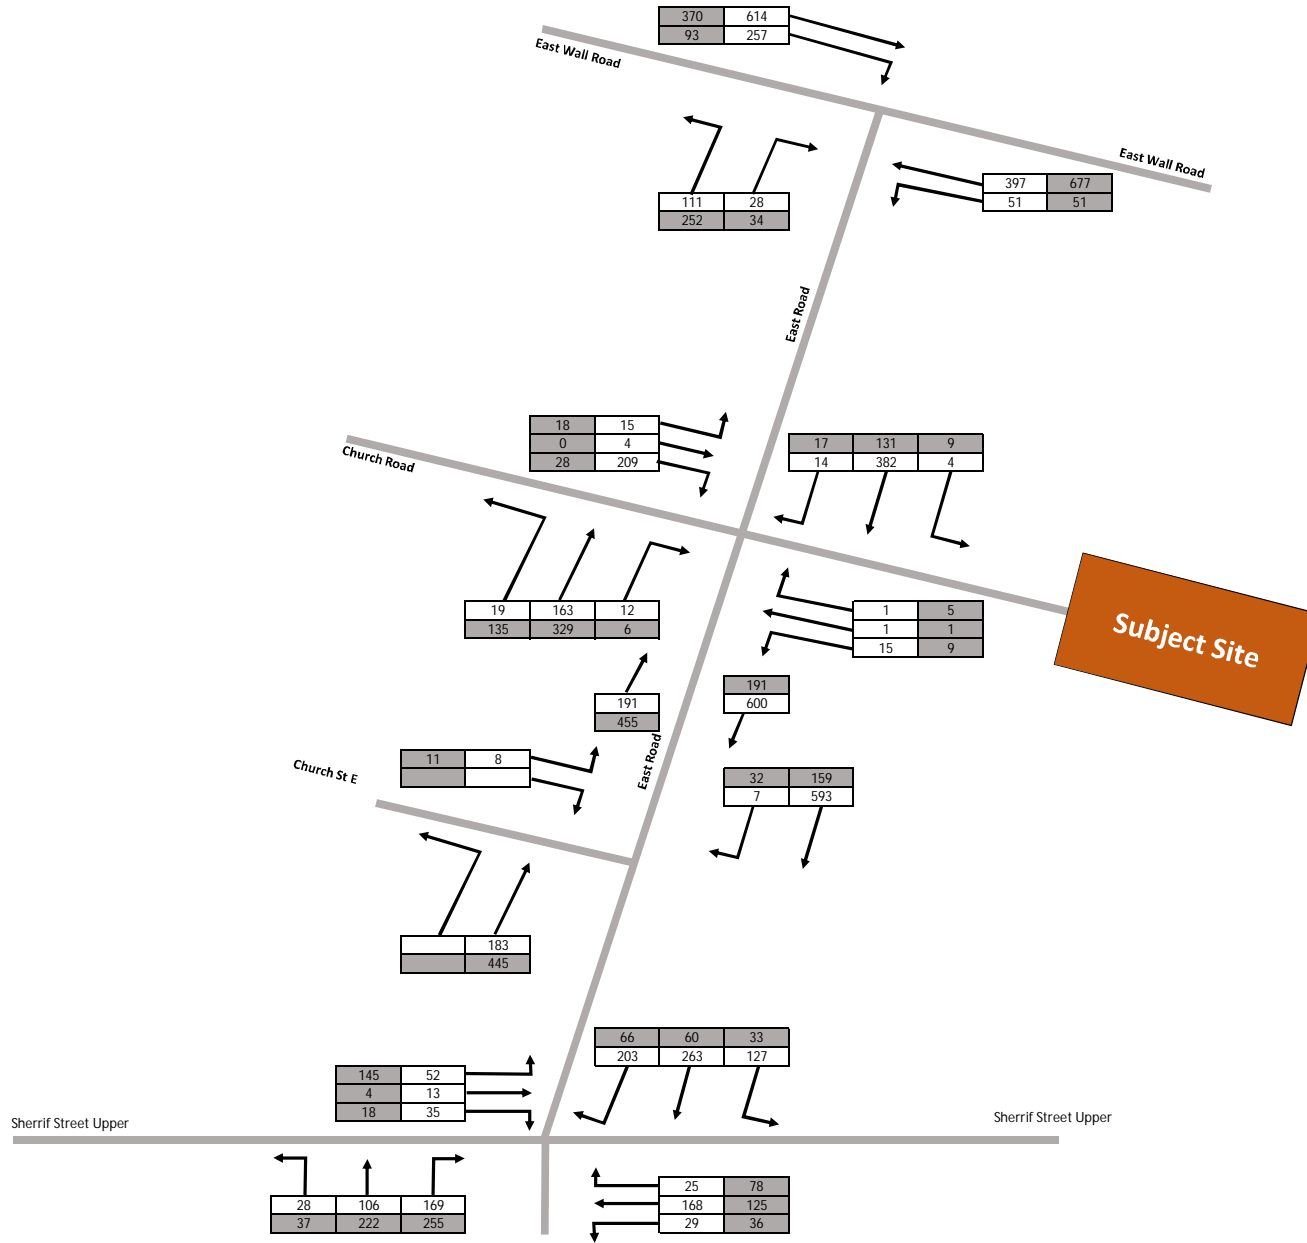 370 614
93 257
East Wall Road
East Wall Road
397 677
51 51
111 28
252 34
East Road
18 15
0 4
28 209
17 131 9
14 382 4
Church Road
19 163 12
135 329 6
1 5
1 1
15 9
Subject Site
191
455
191
600
East Road
11 8
Church St E
32 159
7 593
183
445
66 60 33
203 263 127
145 52
4 13
18 35
Sherrif Street Upper
Sherrif Street Upper
28 106 169
37 222 255
25 78
168 125
29 36